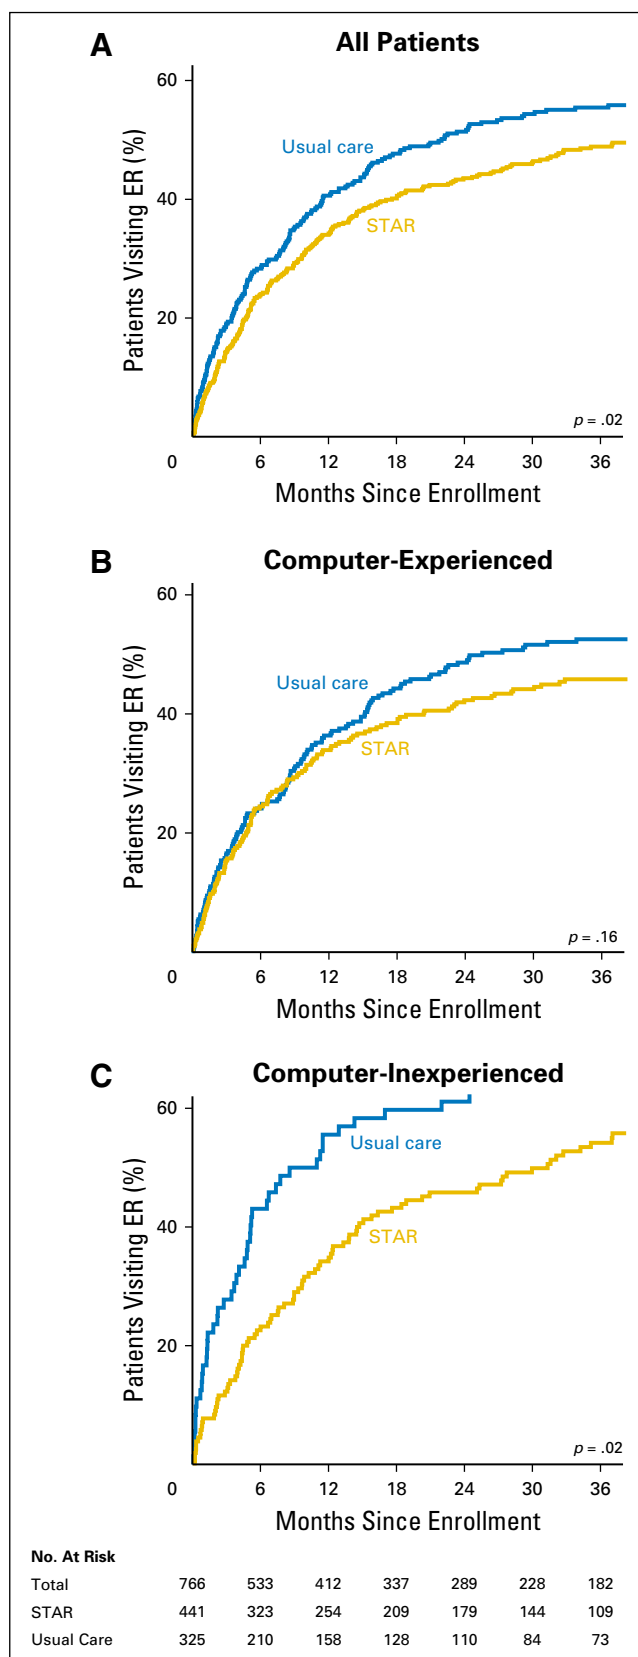 A
All Patients
60
40
20
Patients Visiting ER (%)
Usual care
STAR
p = .02
0 6 12 18 24 30 36
Months Since Enrollment
B
Computer-Experienced
60
40
20
Patients Visiting ER (%)
Usual care
STAR
p = .16
0 6 12 18 24 30 36
Months Since Enrollment
C
Computer-Inexperienced
60
40
20
Patients Visiting ER (%)
Usual care
STAR
p = .02
0 6 12 18 24 30 36
Months Since Enrollment
No. At Risk
Total 766 533 412 337 289 228 182
STAR 441 323 254 209 179 144 109
Usual Care 325 210 158 128 110 84 73